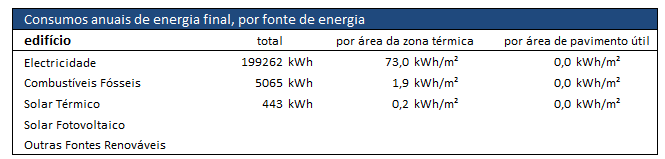 Consumos anuais de energia final, por fonte de energia
edifício total por área da zona térmica por área de pavimento útil
Electricidade 199262 kWh 73,0 kWh/m² 0,0 kWh/m²
Combustíveis Fósseis 5065 kWh 1,9 kWh/m² 0,0 kWh/m²
Solar Térmico 443 kWh 0,2 kWh/m² 0,0 kWh/m²
Solar Fotovoltaico
Outras Fontes Renováveis